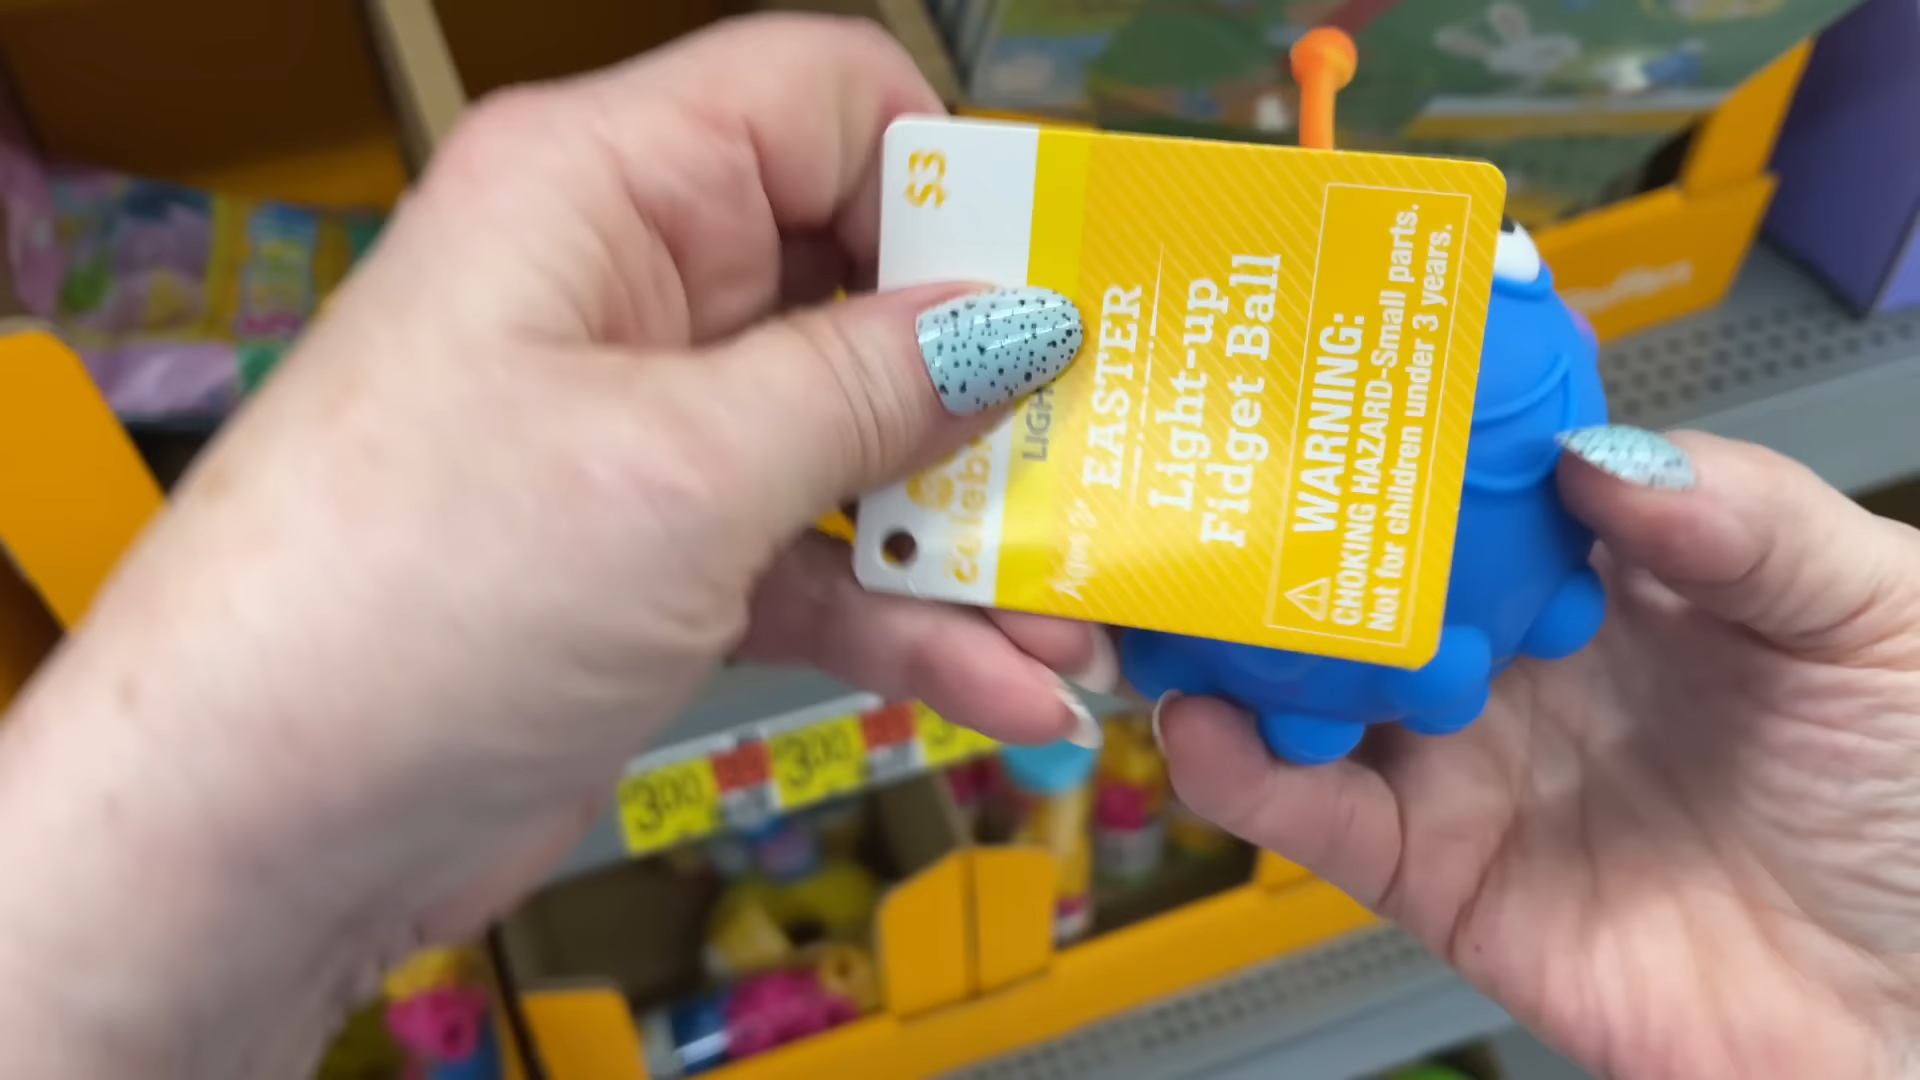 $3
EASTER
Light-up
Fidget Ball
WARNING:
CHOKING HAZARD-Small parts.
Not for children under 3 years.
3.00
3.00